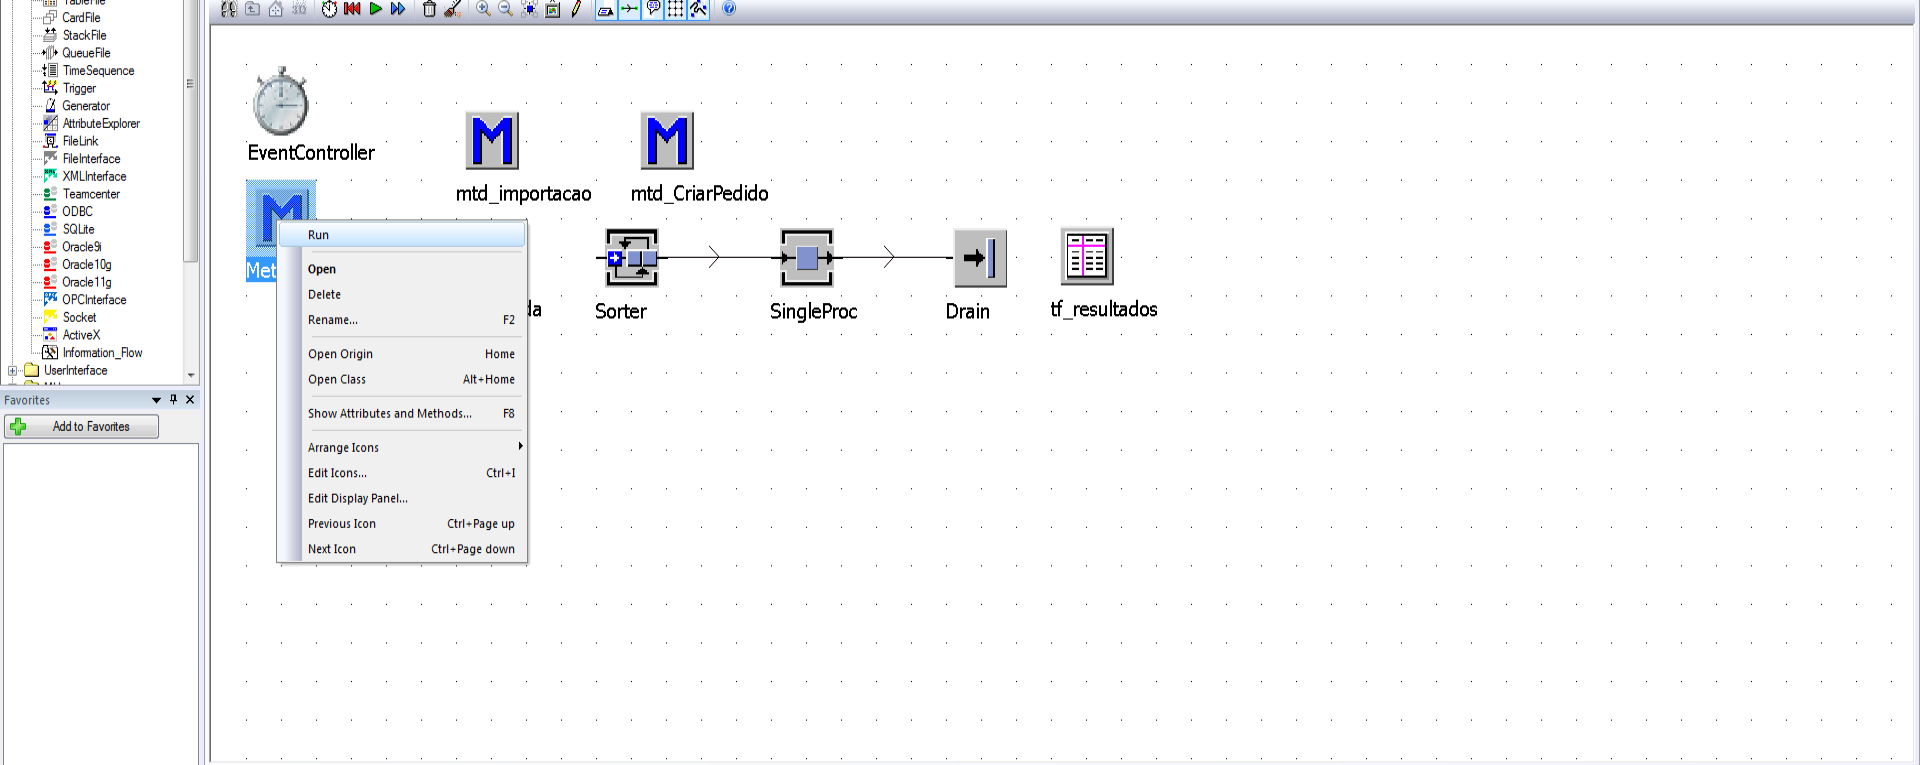 TableFile
CardFile
StackFile
QueueFile
TimeSequence
Trigger
Generator
AttributeExplorer
FileLink
FileInterface
XMLInterface
Teamcenter
ODBC
SQLite
Oracle9i
Oracle10g
Oracle11g
OPCInterface
Socket
ActiveX
Information_Flow
UserInterface
Favorites
Add to Favorites
3D
EventController
M
mtd_importacao
M
mtd_CriarPedido
M
Met
Run
Open
Delete
Rename... F2
Open Origin Home
Open Class Alt+Home
Show Attributes and Methods... F8
Arrange Icons
Edit Icons... Ctrl+I
Edit Display Panel...
Previous Icon Ctrl+Page up
Next Icon Ctrl+Page down
da
Sorter
SingleProc
Drain
tf_resultados